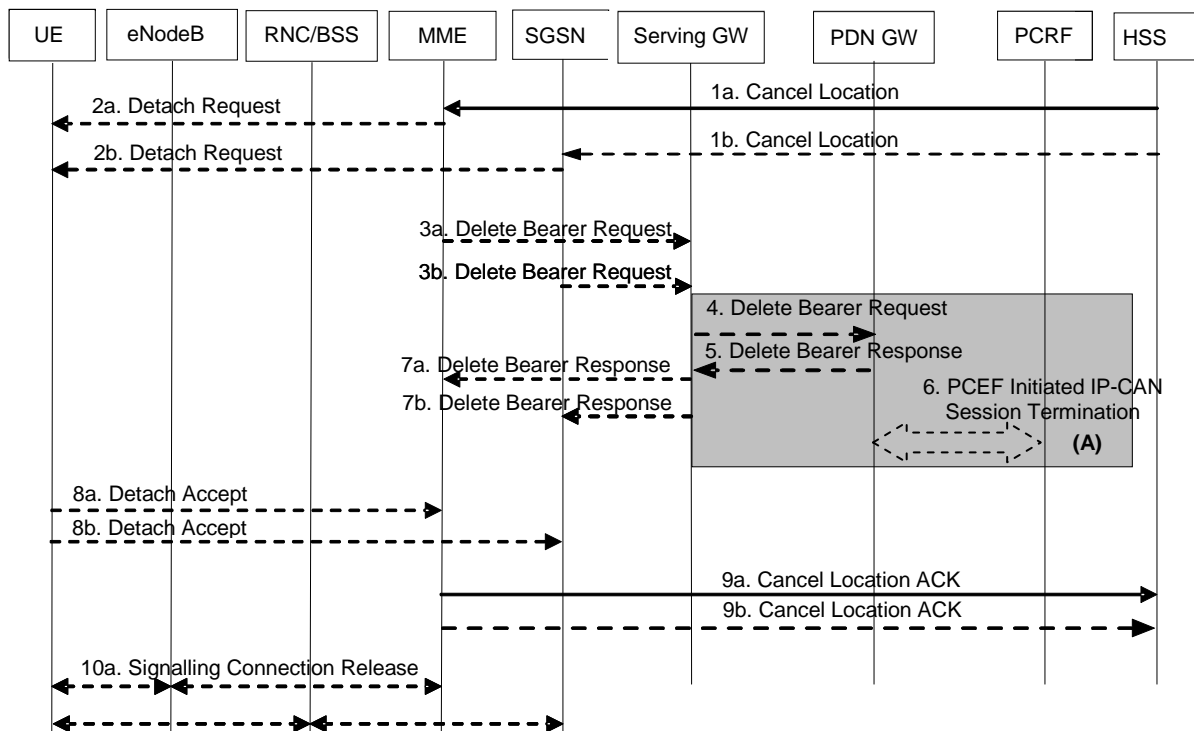 UE
eNodeB
RNC/BSS
MME
SGSN
Serving GW
PDN GW
PCRF
HSS
1a. Cancel Location
2a. Detach Request
1b. Cancel Location
2b. Detach Request
3a. Delete Bearer Request
3b. Delete Bearer Request
4. Delete Bearer Request
5. Delete Bearer Response
7a. Delete Bearer Response
6. PCEF Initiated IP-CAN
Session Termination
7b. Delete Bearer Response
(A)
8a. Detach Accept
8b. Detach Accept
9a. Cancel Location ACK
9b. Cancel Location ACK
10a. Signalling Connection Release